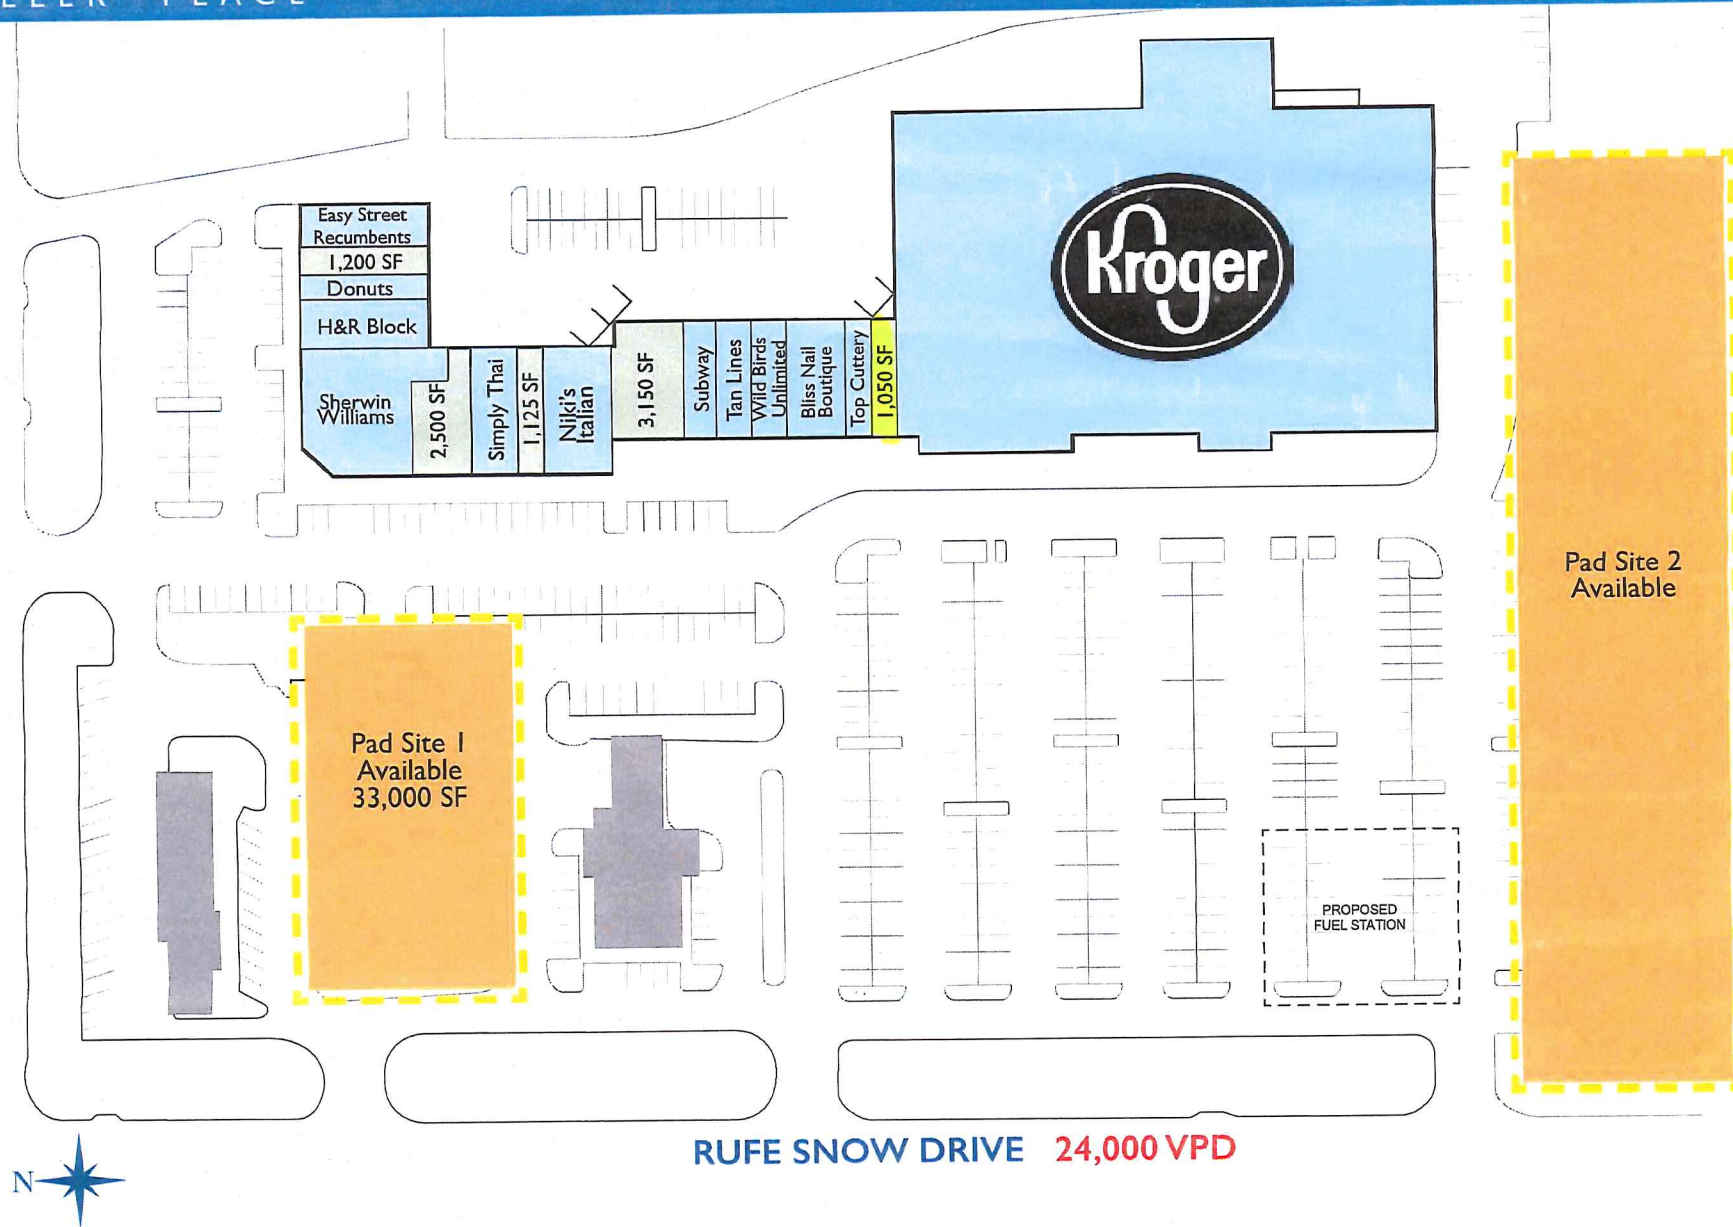 PLACE
Easy Street
Recumbents
1,200 SF
Donuts
H&R Block
Sherwin
Williams
2,500 SF
Simply Thai
1,125 SF
Niki's
Italian
3,150 SF
Subway
Tan Lines
Wild Birds
Unlimited
Bliss Nail
Boutique
Top Cuttery
1,050 SF
Kroger
Pad Site 2
Available
Pad Site 1
Available
33,000 SF
PROPOSED
FUEL STATION
RUFE SNOW DRIVE 24,000 VPD
N